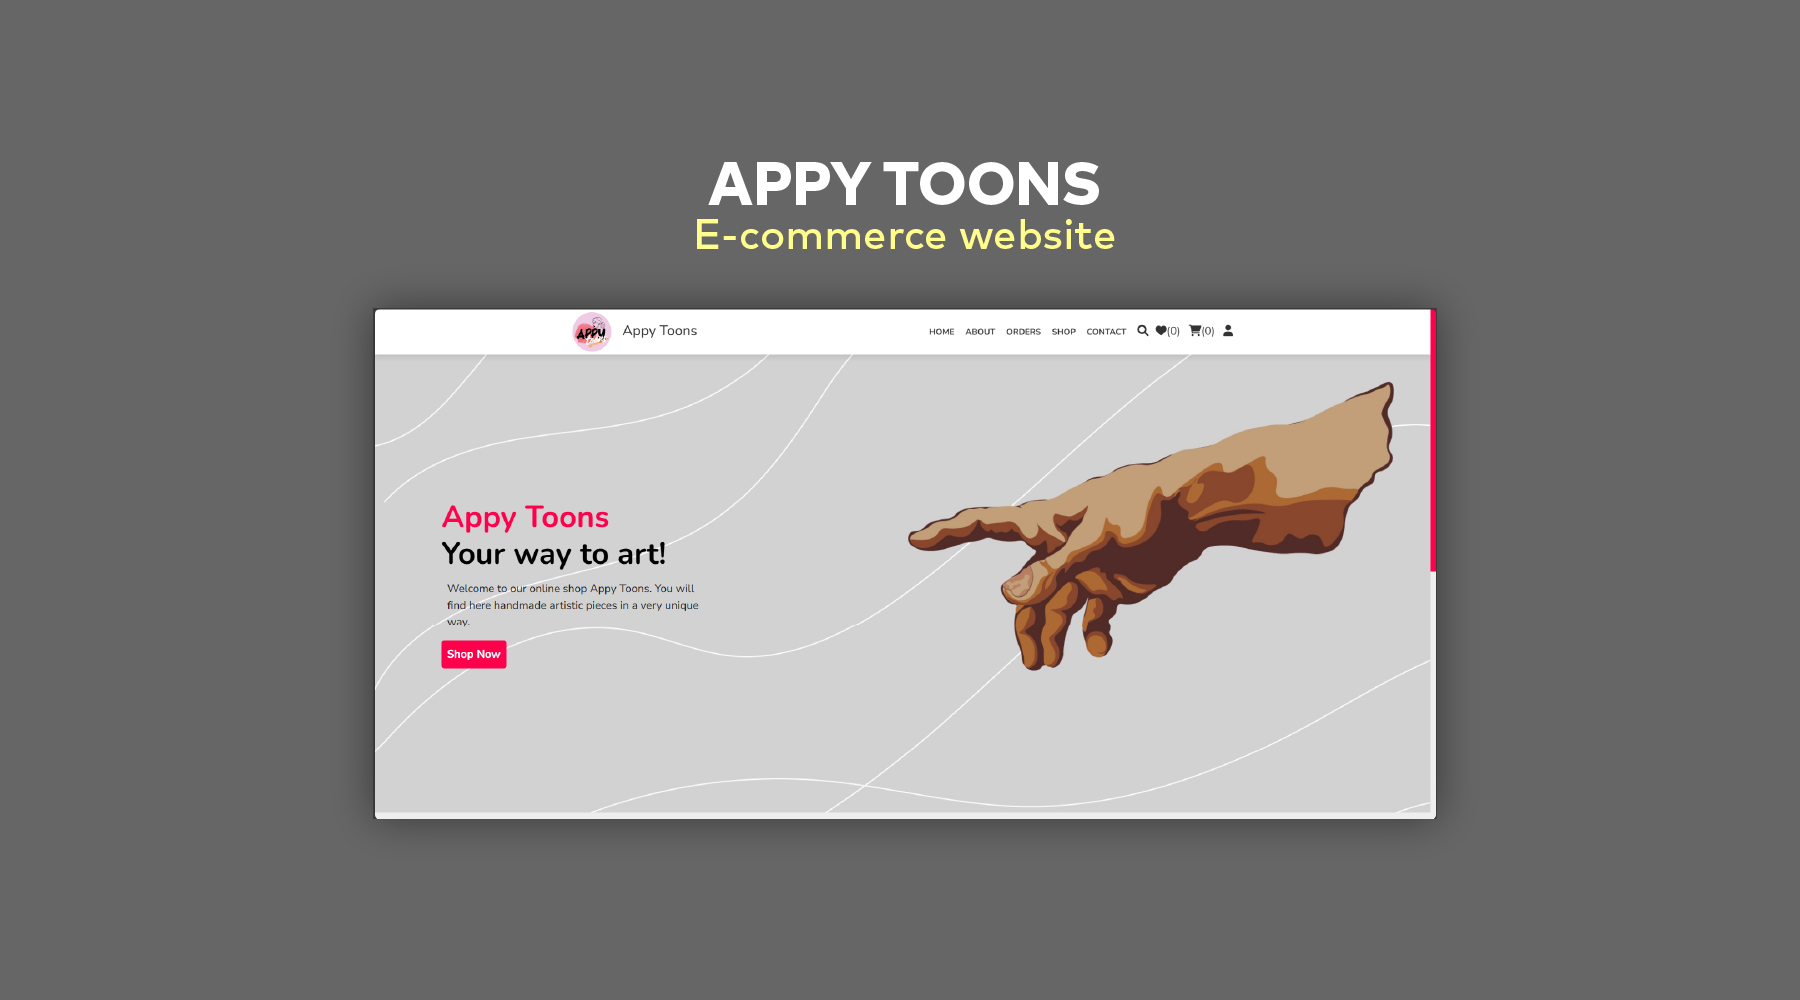 APPY TOONS
E-commerce website
APPY
Appy Toons
HOME ABOUT ORDERS SHOP CONTACT (0) (0)
Appy Toons
Your way to art!
Welcome to our online shop Appy Toons. You will
find here handmade artistic pieces in a very unique
way.
Shop Now